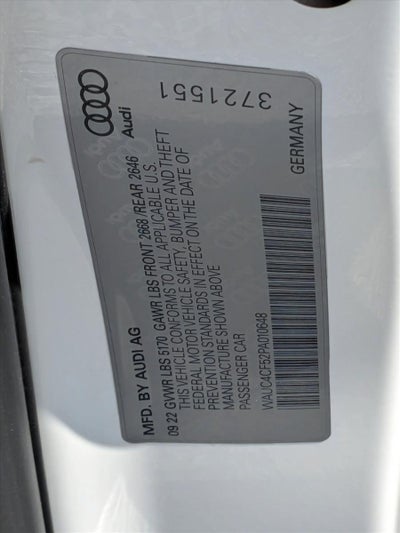 Audi
3721551
MFD. BY AUDI AG
09.22 GVWR LBS 5170 GAWR LBS FRONT 2668 /REAR 2646
THIS VEHICLE CONFORMS TO ALL APPLICABLE U.S.
FEDERAL MOTOR VEHICLE SAFETY, BUMPER AND THEFT
PREVENTION STANDARDS IN EFFECT ON THE DATE OF
MANUFACTURE SHOWN ABOVE
PASSENGER CAR
WAUCACF52PA010648
GERMANY